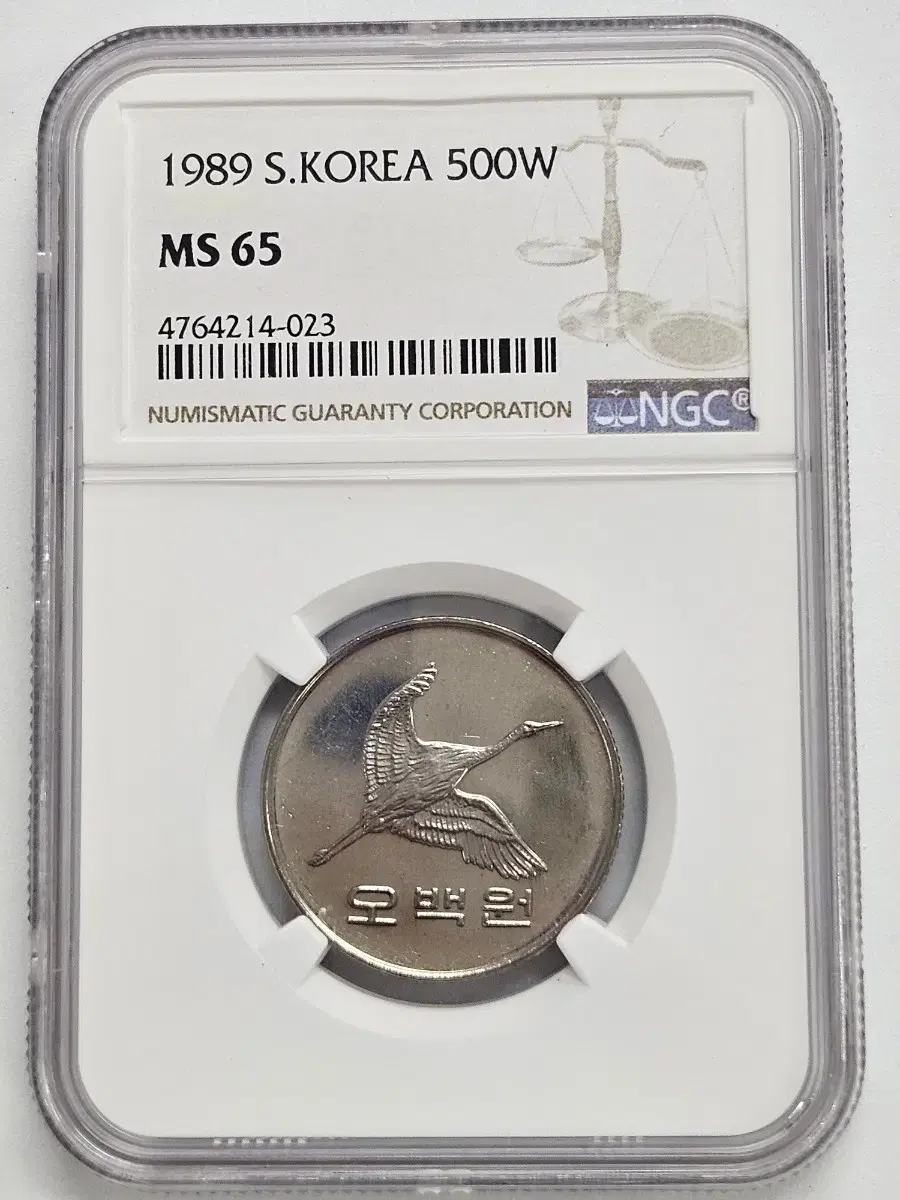 1989 S.KOREA 500W
MS 65
4764214-023
NUMISMATIC GUARANTY CORPORATION
NGC®
오백원